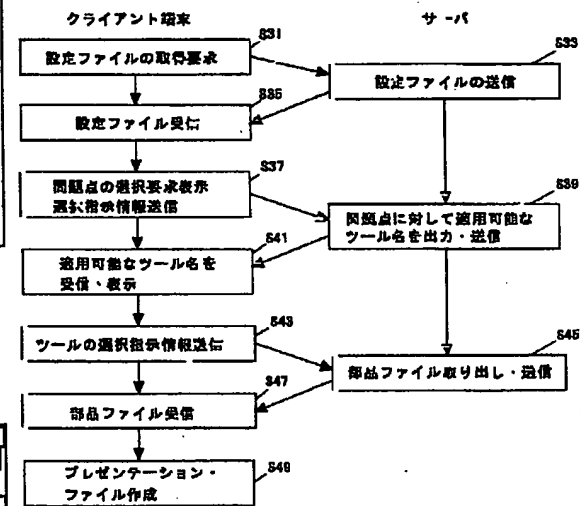 クライアント端末
サーバ
S31
設定ファイルの取得要求
S33
設定ファイルの送信
S35
設定ファイル受信
S37
問題点の選択要求表示
選択指示情報送信
S39
問題点に対して適用可能な
ツール名を出力・送信
S41
適用可能なツール名を
受信、表示
S43
ツールの選択指示情報送信
S45
部品ファイル取り出し・送信
S47
部品ファイル受信
S49
プレゼンテーション・
ファイル作成